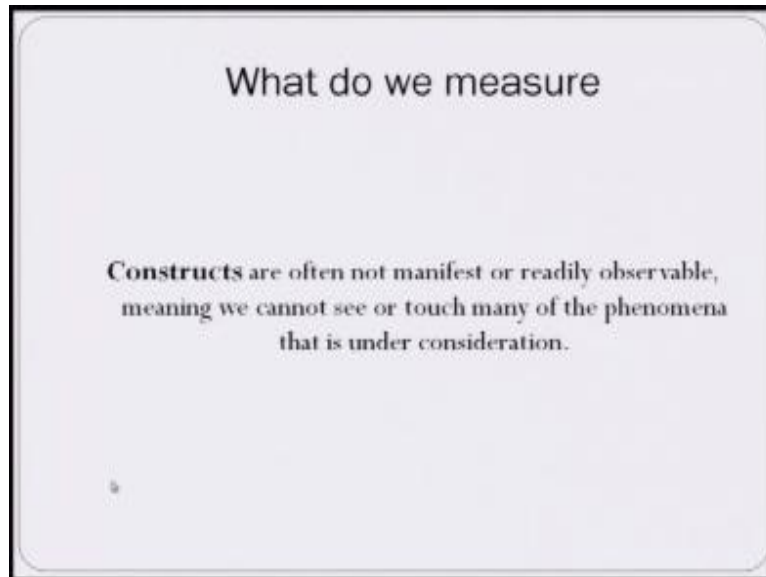 What do we measure
Constructs are often not manifest or readily observable,
meaning we cannot see or touch many of the phenomena
that is under consideration.